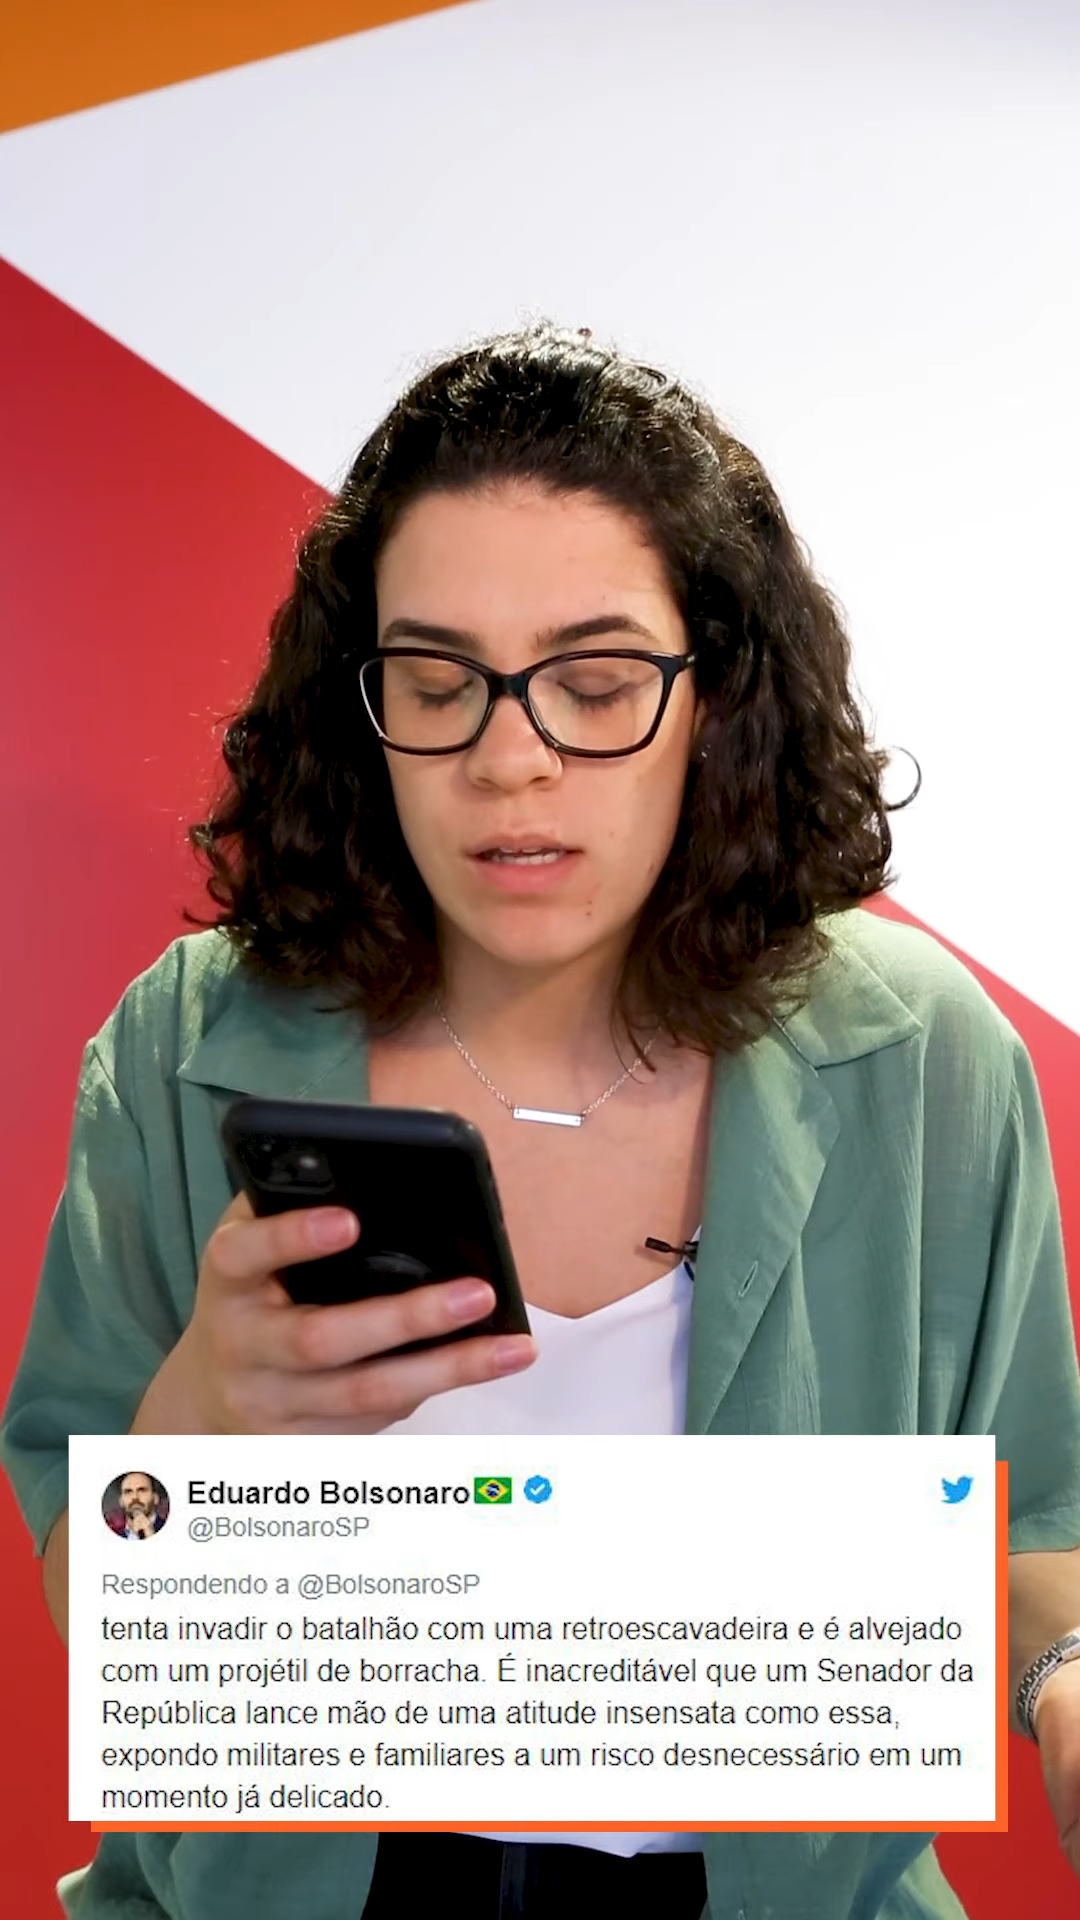 Eduardo Bolsonaro
@BolsonaroSP
Respondendo a @BolsonaroSP
tenta invadir o batalhão com uma retroescavadeira e é alvejado
com um projétil de borracha. É inacreditável que um Senador da
República lance mão de uma atitude insensata como essa,
expondo militares e familiares a um risco desnecessário em um
momento já delicado.